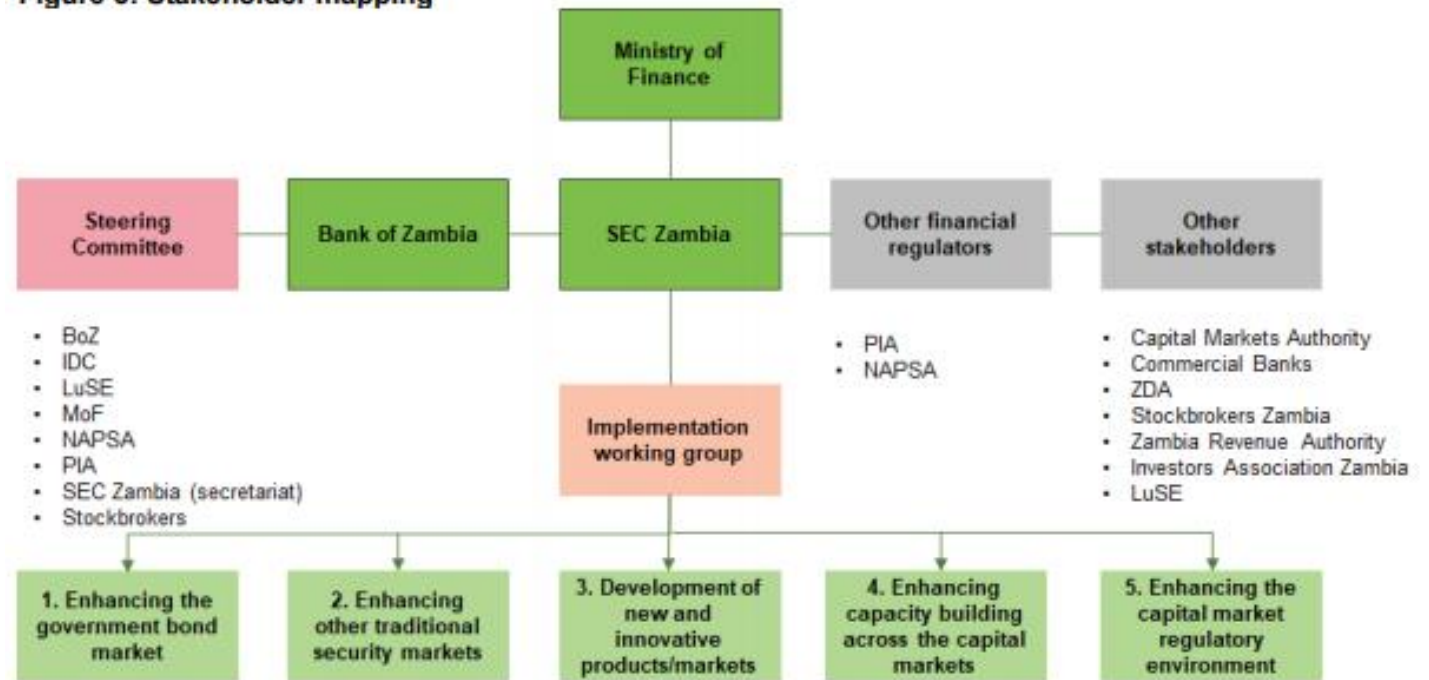 Figure 3: Stakeholder mapping
Ministry of
Finance
Steering
Committee
Bank of Zambia
SEC Zambia
Other financial
regulators
Other
stakeholders
• BoZ
• IDC
• LuSE
• MoF
• NAPSA
• PIA
• SEC Zambia (secretariat)
• Stockbrokers
• PIA
• NAPSA
• Capital Markets Authority
• Commercial Banks
• ZDA
• Stockbrokers Zambia
• Zambia Revenue Authority
• Investors Association Zambia
• LuSE
Implementation
working group
1. Enhancing the
government bond
market
2. Enhancing
other traditional
security markets
3. Development of
new and
innovative
products/markets
4. Enhancing
capacity building
across the capital
markets
5. Enhancing the
capital market
regulatory
environment